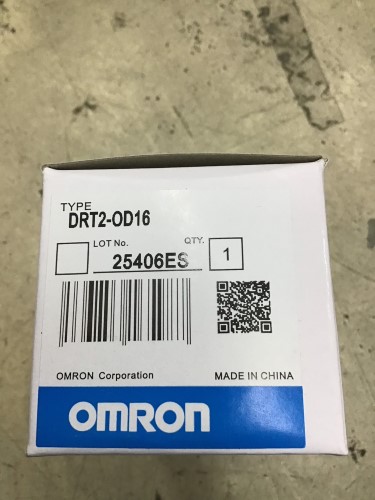 TYPE
DRT2-OD16
LOT No. QTY.
25406ES 1
OMRON Corporation MADE IN CHINA
OMRON